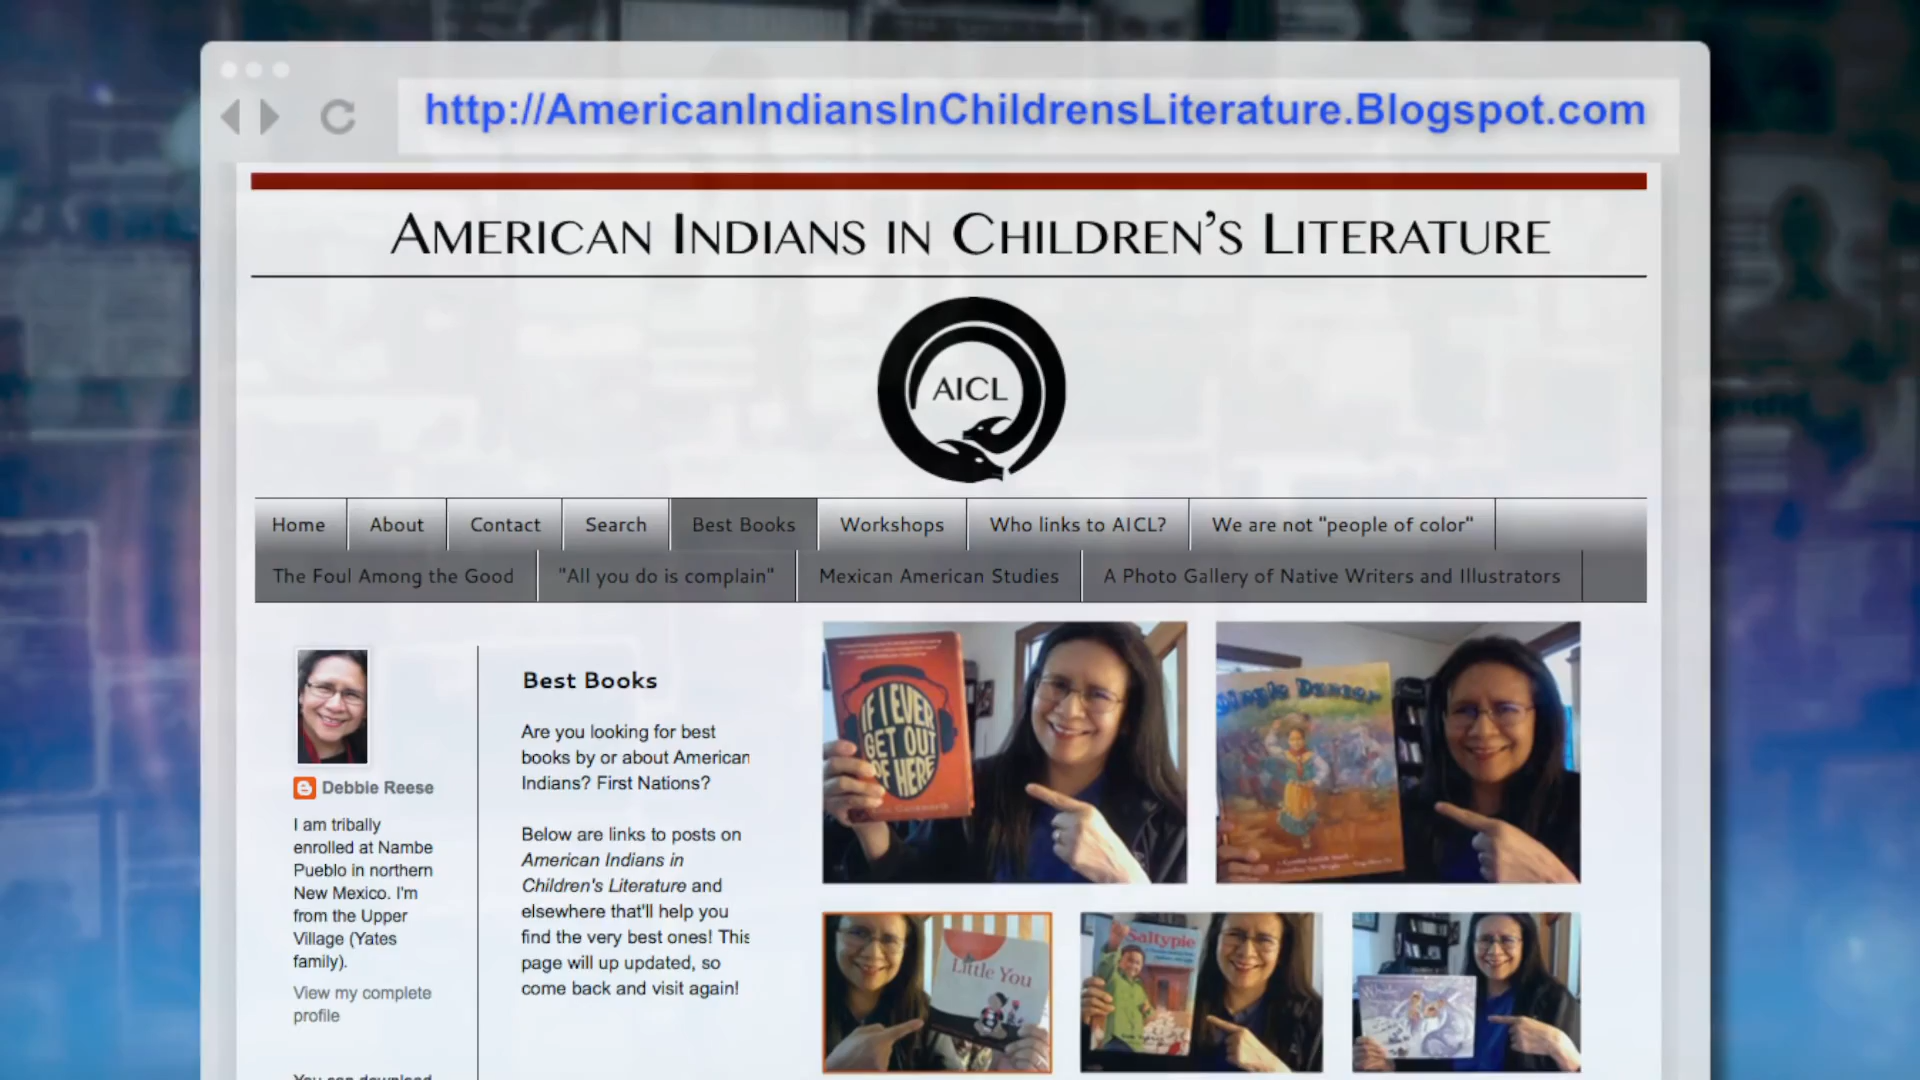 http://AmericanIndiansInChildrensLiterature.Blogspot.com
AMERICAN INDIANS IN CHILDREN'S LITERATURE
AICL
Home About Contact Search Best Books Workshops Who links to AICL? We are not "people of color"
The Foul Among the Good "All you do is complain" Mexican American Studies A Photo Gallery of Native Writers and Illustrators
Debbie Reese
I am tribally
enrolled at Nambe
Pueblo in northern
New Mexico. I'm
from the Upper
Village (Yates
family).
View my complete
profile
You can download
Best Books
Are you looking for best
books by or about American
Indians? First Nations?
Below are links to posts on
American Indians in
Children's Literature and
elsewhere that'll help you
find the very best ones! This
page will up updated, so
come back and visit again!
IF I EVER
GET OUT
OF HERE
Jingle Dancer
Little You
Saltypie